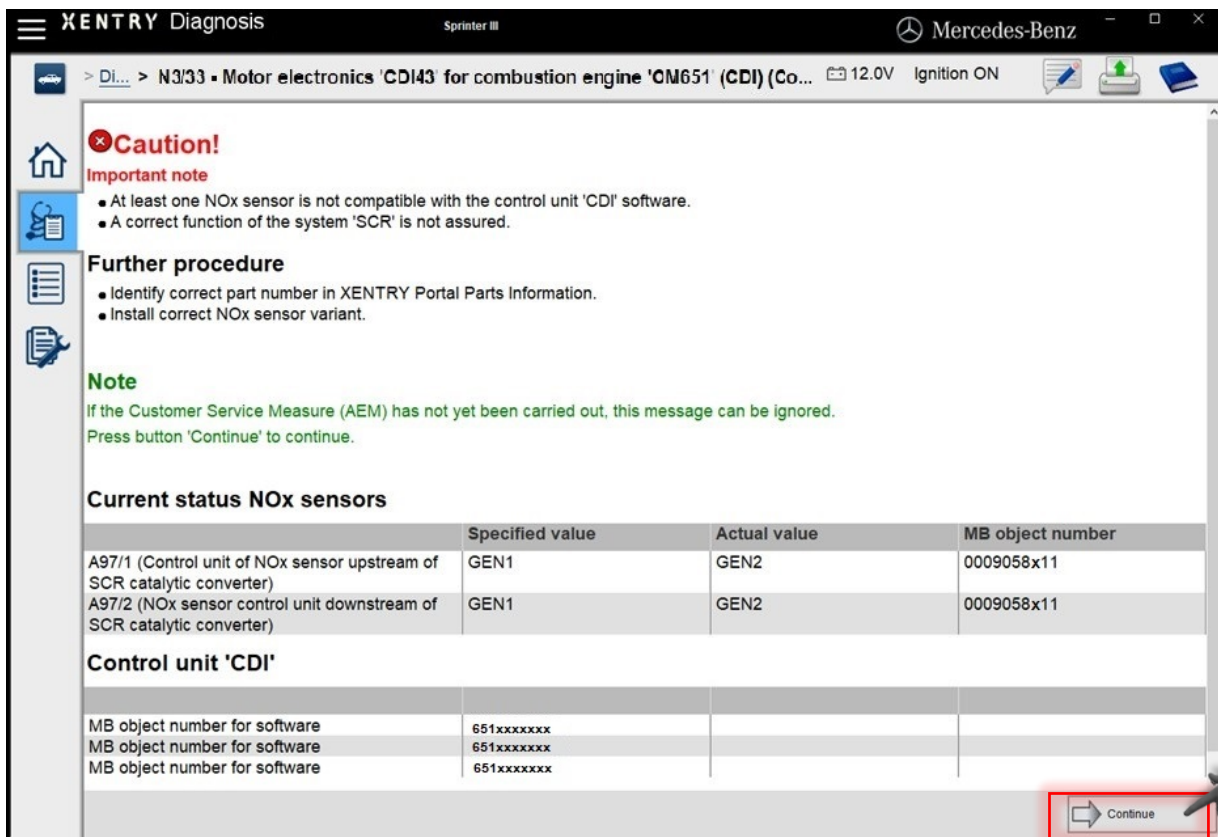 XENTRY Diagnosis Sprinter III Mercedes-Benz
> Di... > N3/33 - Motor electronics 'CDI43' for combustion engine 'OM651' (CDI) (Co... 12.0V Ignition ON
Caution!
Important note
• At least one NOx sensor is not compatible with the control unit 'CDI' software.
• A correct function of the system 'SCR' is not assured.
Further procedure
• Identify correct part number in XENTRY Portal Parts Information.
• Install correct NOx sensor variant.
Note
If the Customer Service Measure (AEM) has not yet been carried out, this message can be ignored.
Press button 'Continue' to continue.
Current status NOx sensors
Specified value Actual value MB object number
A97/1 (Control unit of NOx sensor upstream of SCR catalytic converter) GEN1 GEN2 0009058x11
A97/2 (NOx sensor control unit downstream of SCR catalytic converter) GEN1 GEN2 0009058x11
Control unit 'CDI'
MB object number for software 651xxxxxxx
MB object number for software 651xxxxxxx
MB object number for software 651xxxxxxx
Continue